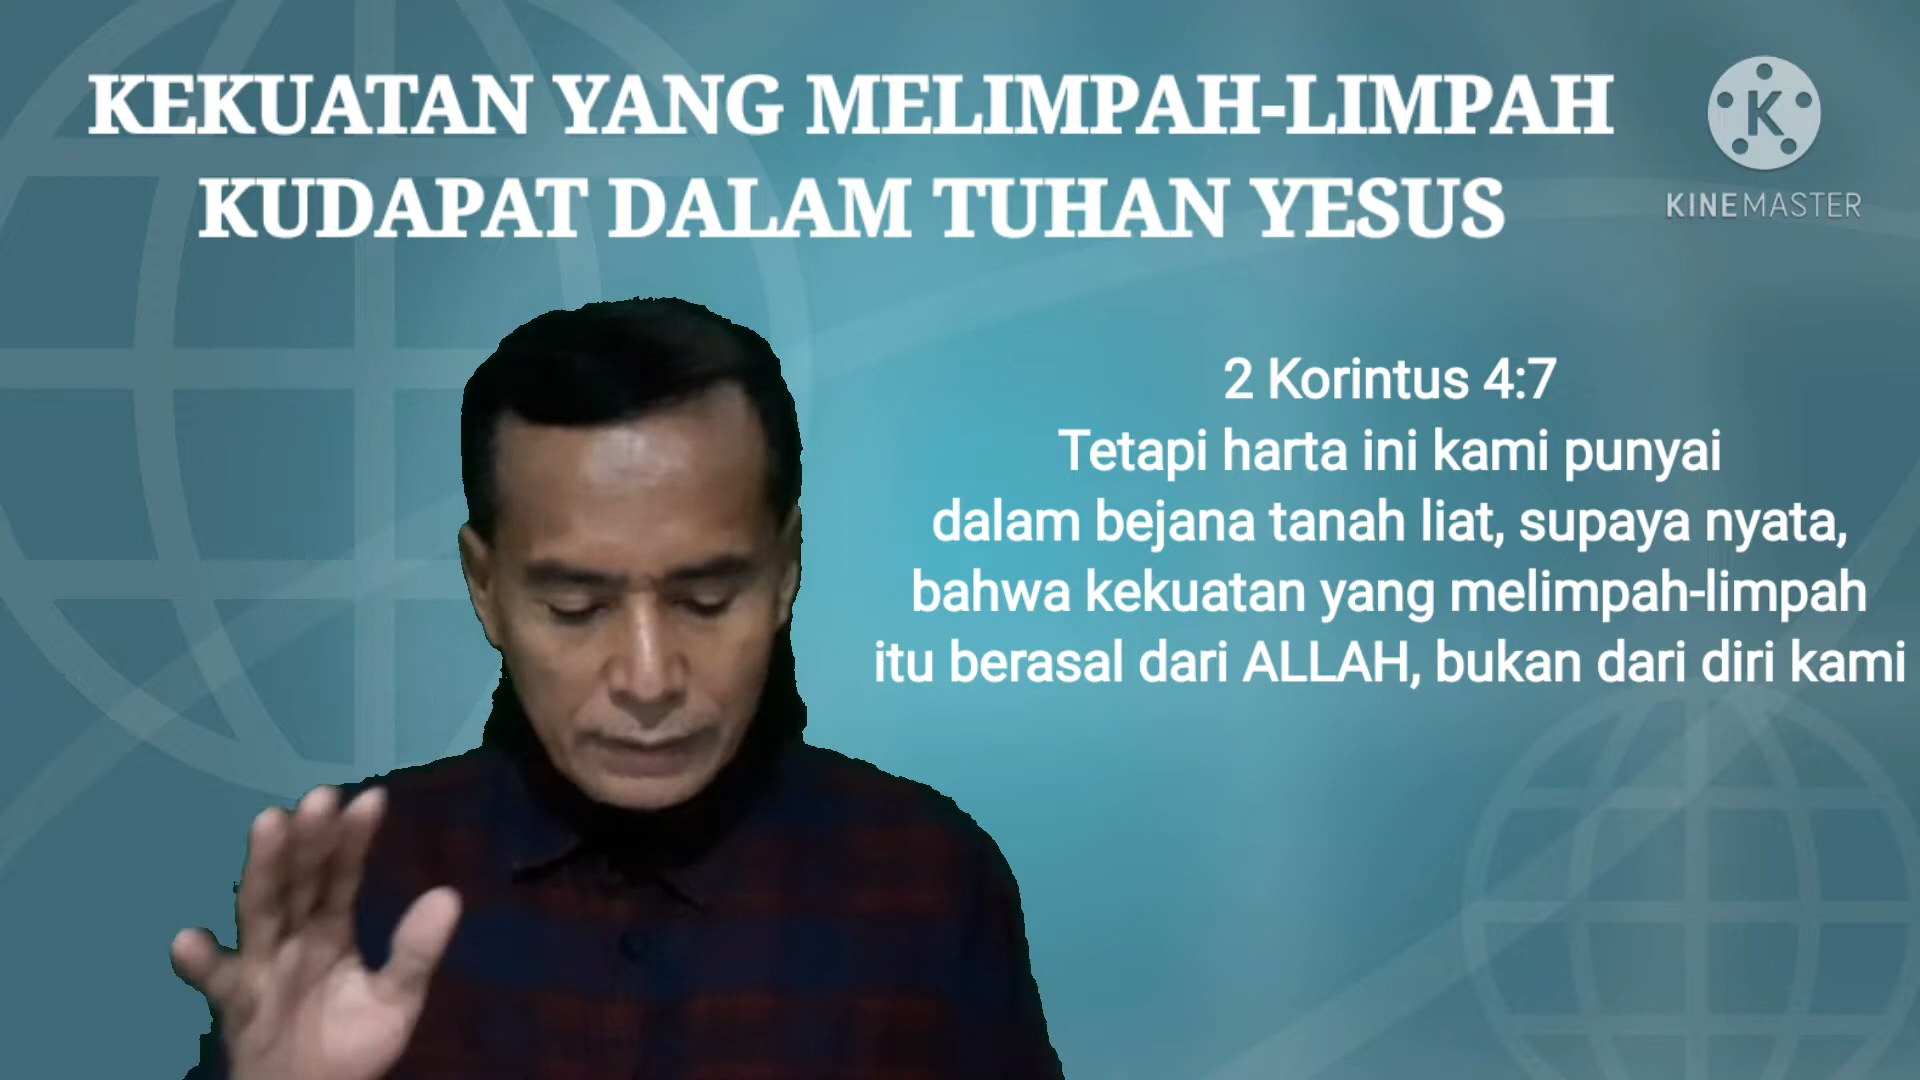 KEKUATAN YANG MELIMPAH-LIMPAH
KUDAPAT DALAM TUHAN YESUS
K
KINEMASTER
2 Korintus 4:7
Tetapi harta ini kami punyai
dalam bejana tanah liat, supaya nyata,
bahwa kekuatan yang melimpah-limpah
itu berasal dari ALLAH, bukan dari diri kami